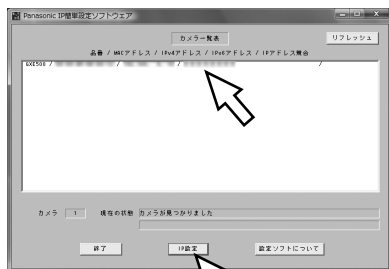 Panasonic IP簡単設定ソフトウェア
カメラ一覧表
リフレッシュ
品番 / MACアドレス / IPv4アドレス / IPv6アドレス / IPアドレス競合
GXE500 / / / /
カメラ 1 現在の状態 カメラが見つかりました
終了 IP設定 設定ソフトについて